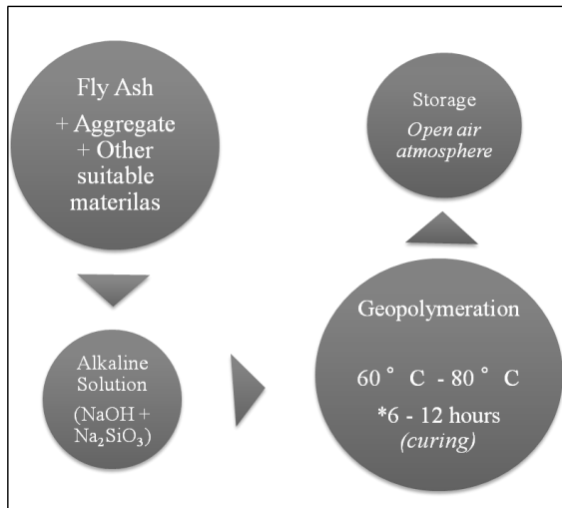 Fly Ash
+ Aggregate
+ Other
suitable
materilas
Alkaline
Solution
(NaOH +
Na₂SiO₃)
Geopolymeration
60° C - 80° C
*6 - 12 hours
(curing)
Storage
Open air
atmosphere